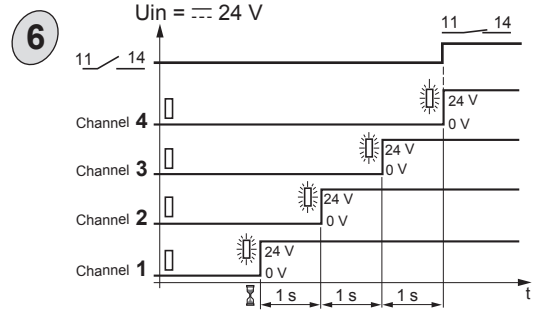 6
Uin = ⎓ 24 V
11 14
11 14
24 V
Channel 4
0 V
24 V
Channel 3
0 V
24 V
Channel 2
0 V
24 V
Channel 1
0 V
1 s 1 s 1 s
t